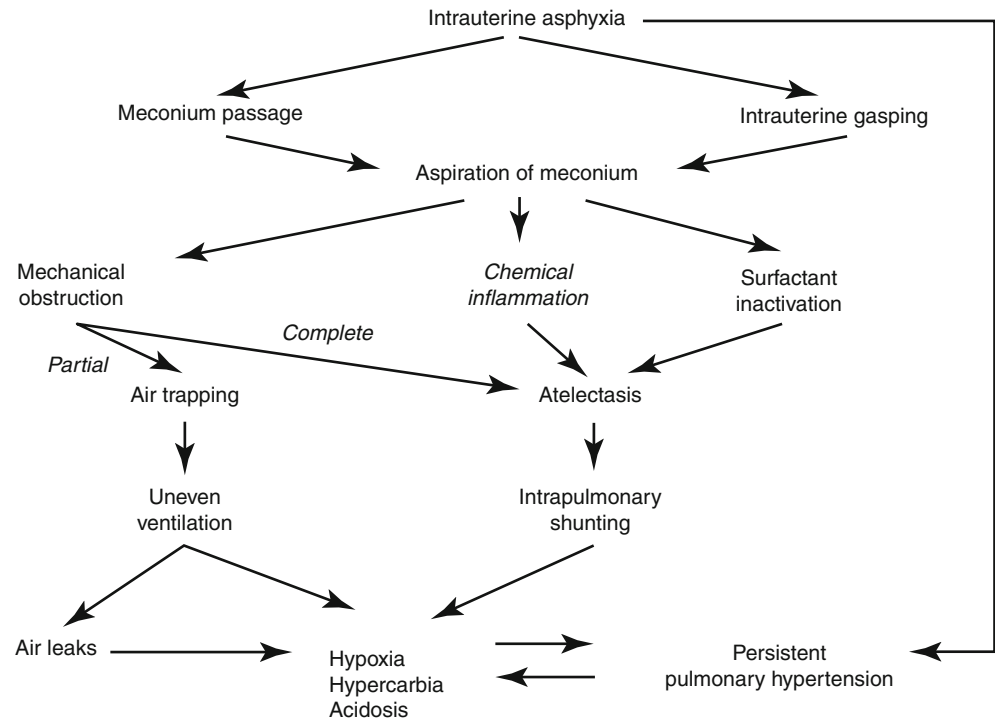 Intrauterine asphyxia
Meconium passage
Intrauterine gasping
Aspiration of meconium
Mechanical
obstruction
Chemical
inflammation
Surfactant
inactivation
Complete
Partial
Air trapping
Atelectasis
Uneven
ventilation
Intrapulmonary
shunting
Air leaks
Hypoxia
Hypercarbia
Acidosis
Persistent
pulmonary hypertension